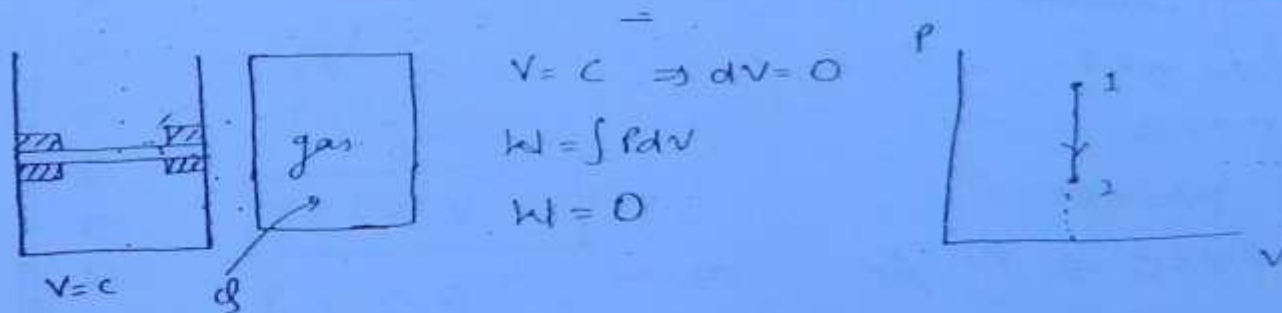 V = C ⇒ dV = 0
W = ∫ PdV
W = 0
gas
V = C
P
1
2
V